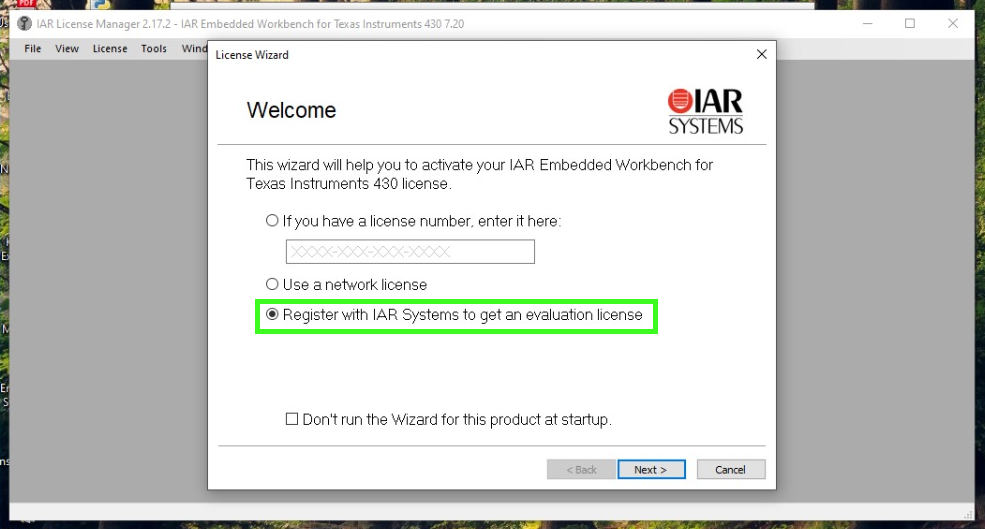 PDF
IAR License Manager 2.17.2 - IAR Embedded Workbench for Texas Instruments 430 7.20
File View License Tools Wind
License Wizard
Welcome
IAR
SYSTEMS
This wizard will help you to activate your IAR Embedded Workbench for
Texas Instruments 430 license.
If you have a license number, enter it here:
XXXX-XXX-XXX-XXXX
Use a network license
Register with IAR Systems to get an evaluation license
Don't run the Wizard for this product at startup.
< Back Next > Cancel